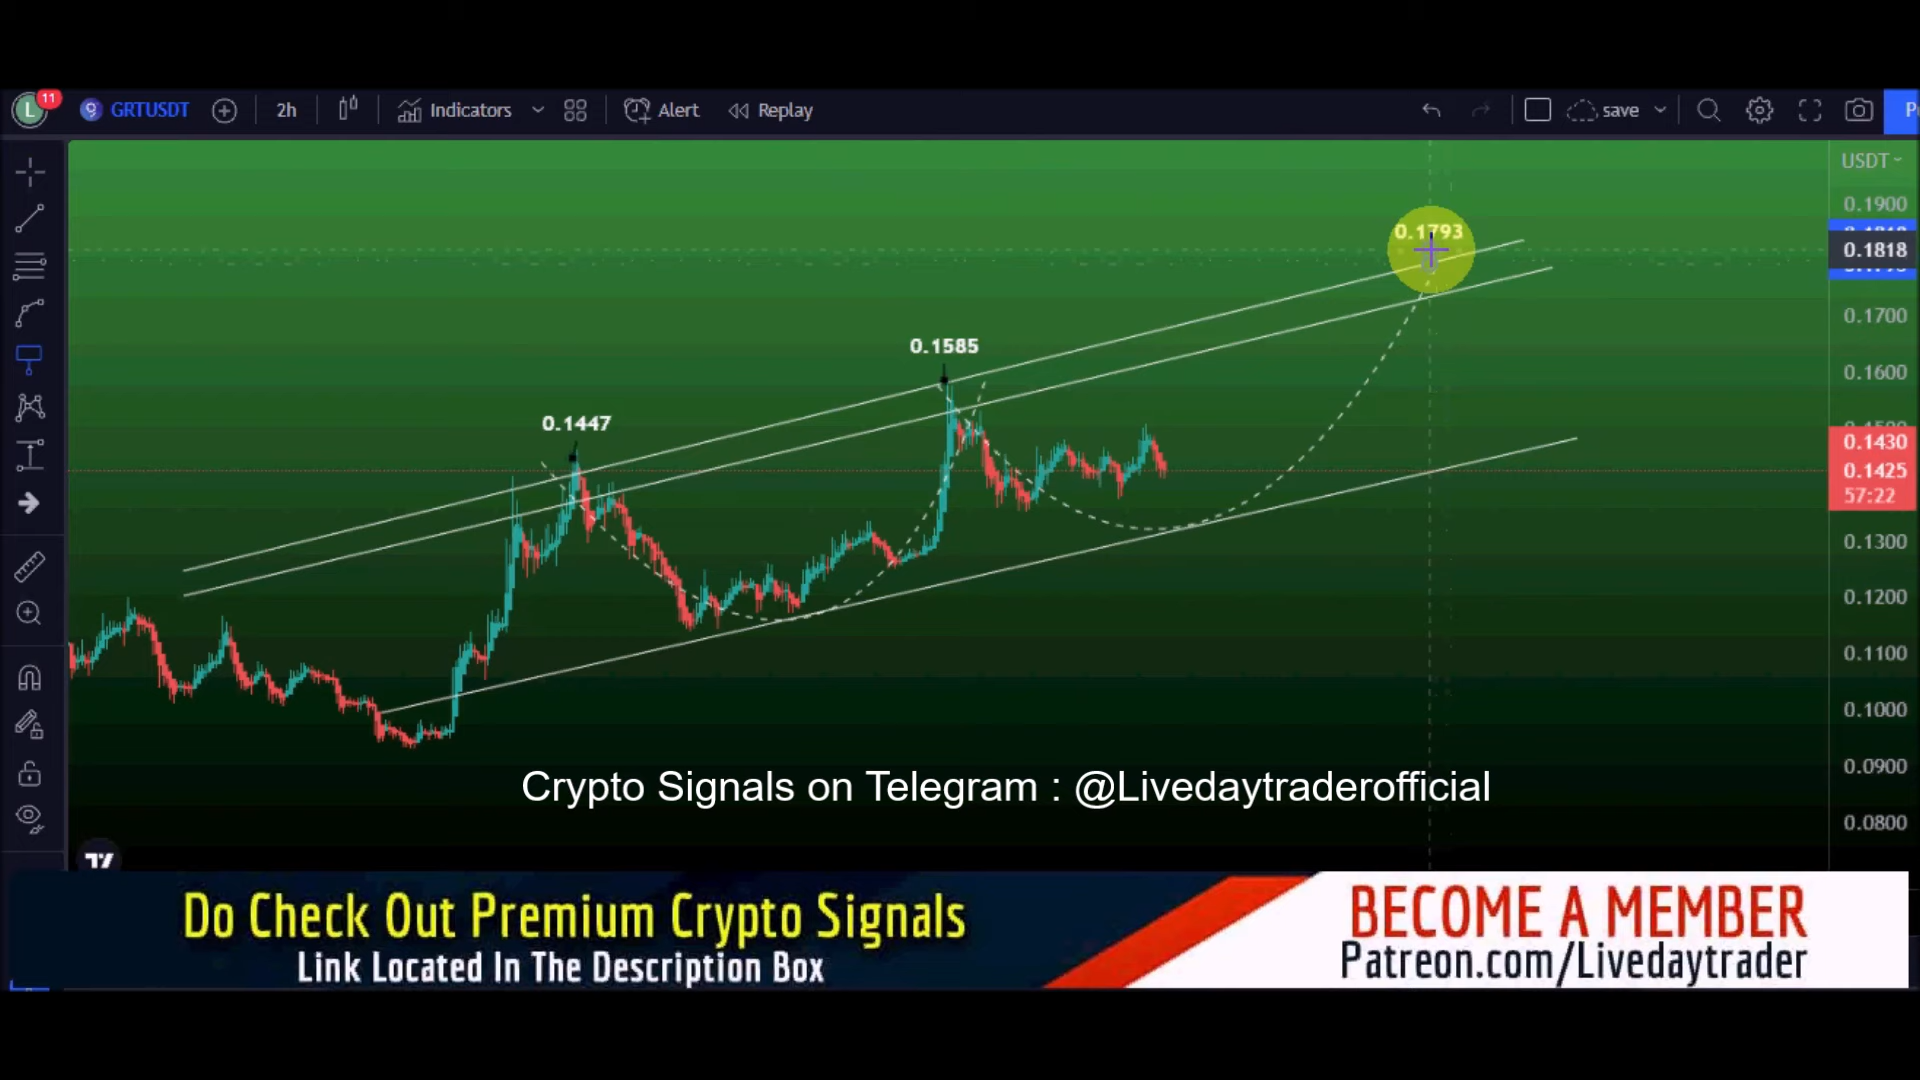 L
11
GRTUSDT
2h
Indicators
Alert
Replay
save
USDT
0.1900
0.1818
0.1700
0.1600
0.1430
0.1425
57:22
0.1300
0.1200
0.1100
0.1000
0.0900
0.0800
0.1793
0.1585
0.1447
Crypto Signals on Telegram : @Livedaytraderofficial
Do Check Out Premium Crypto Signals
Link Located In The Description Box
BECOME A MEMBER
Patreon.com/Livedaytrader